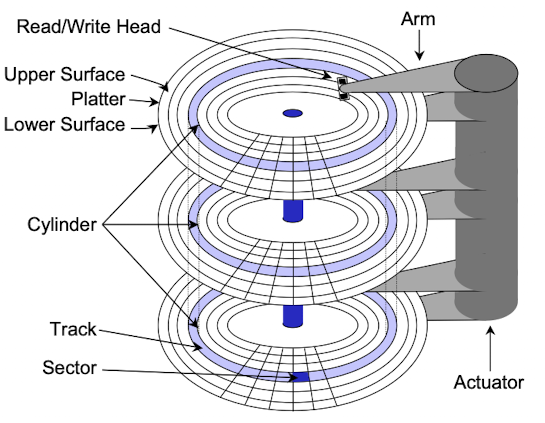 Read/Write Head
Arm
Upper Surface
Platter
Lower Surface
Cylinder
Track
Sector
Actuator